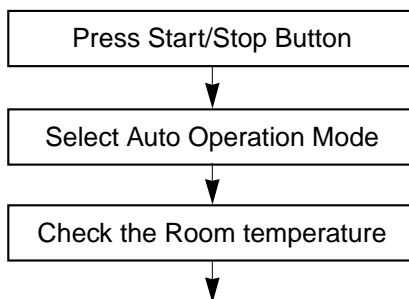 Press Start/Stop Button
Select Auto Operation Mode
Check the Room temperature